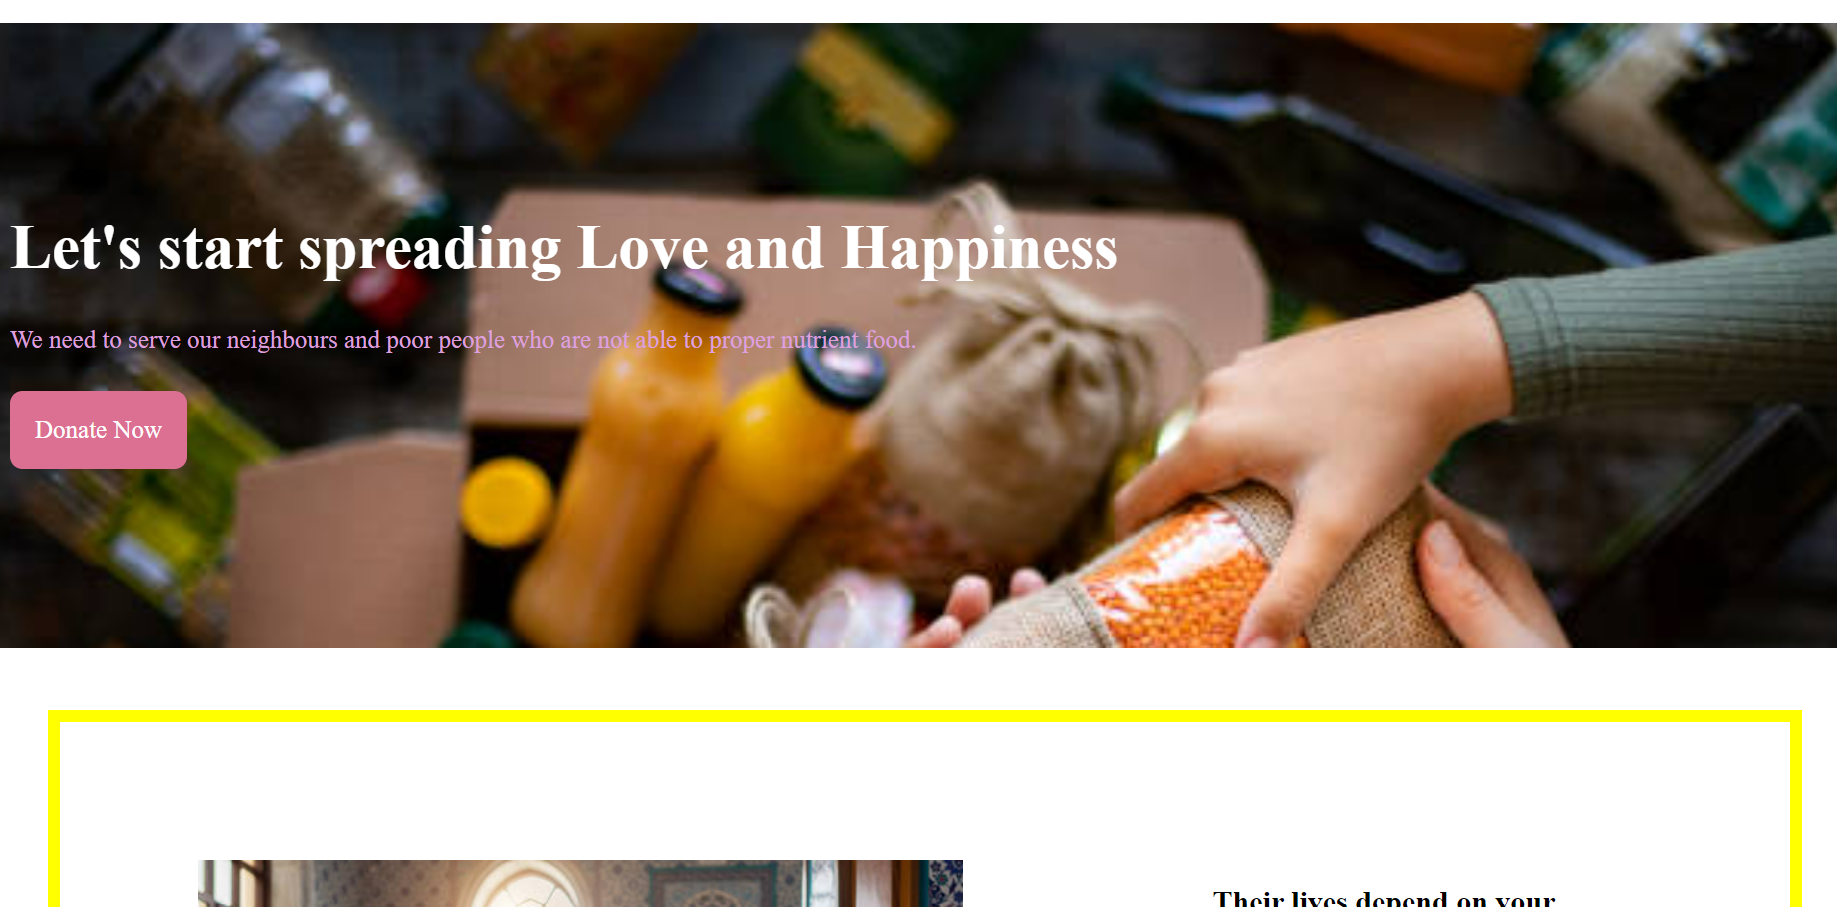 Let's start spreading Love and Happiness
We need to serve our neighbours and poor people who are not able to proper nutrient food.
Donate Now
Their lives depend on your